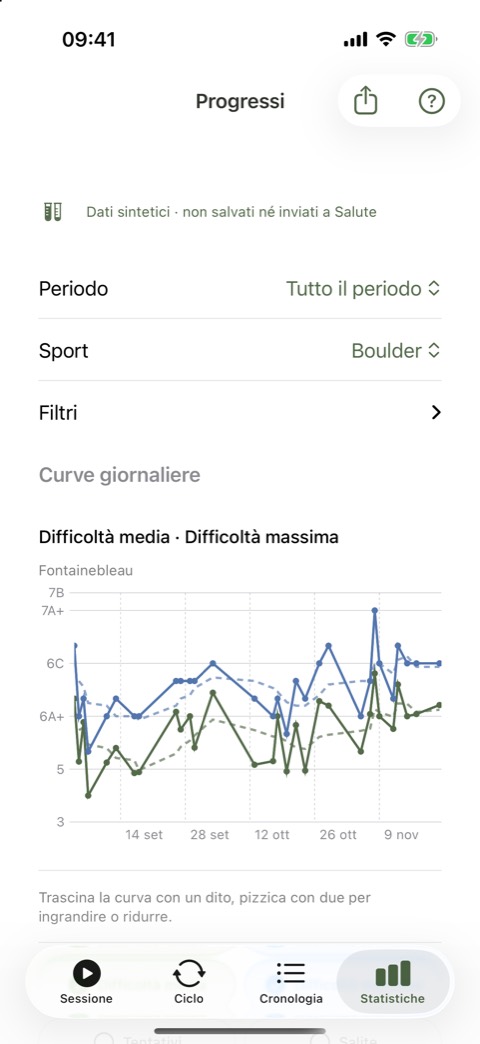 09:41
Progressi
Dati sintetici · non salvati né inviati a Salute
Periodo
Tutto il periodo
Sport
Boulder
Filtri
Curve giornaliere
Difficoltà media · Difficoltà massima
Fontainebleau
7B
7A+
6C
6A+
5
3
14 set
28 set
12 ott
26 ott
9 nov
Trascina la curva con un dito, pizzica con due per
ingrandire o ridurre.
Sessione
Ciclo
Cronologia
Statistiche
Tentativi
Salite